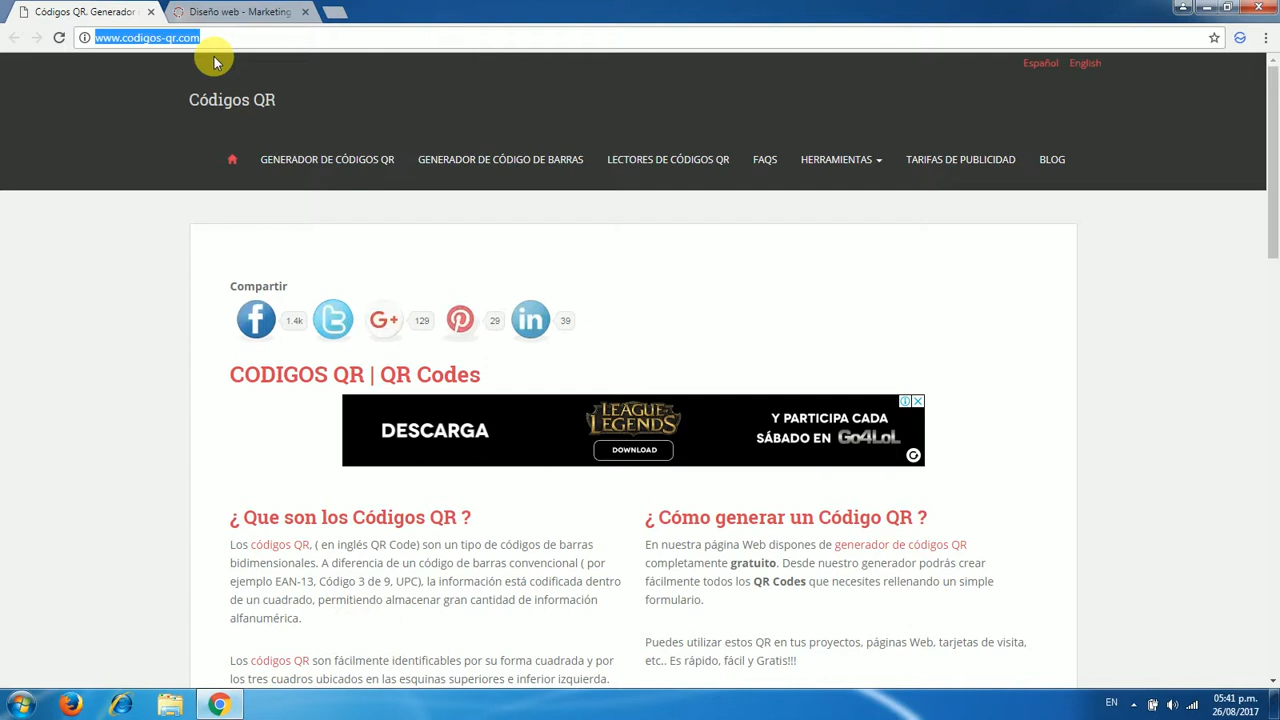 Códigos QR. Generador
Diseño web - Marketing
www.codigos-qr.com
Español English
Códigos QR
GENERADOR DE CÓDIGOS QR GENERADOR DE CÓDIGO DE BARRAS LECTORES DE CÓDIGOS QR FAQS HERRAMIENTAS TARIFAS DE PUBLICIDAD BLOG
Compartir
1.4k 129 29 39
CODIGOS QR | QR Codes
DESCARGA
LEAGUE
LEGENDS
DOWNLOAD
Y PARTICIPA CADA
SÁBADO EN Go4LoL
¿ Que son los Códigos QR ?
Los códigos QR, ( en inglés QR Code) son un tipo de códigos de barras
bidimensionales. A diferencia de un código de barras convencional ( por
ejemplo EAN-13, Código 3 de 9, UPC), la información está codificada dentro
de un cuadrado, permitiendo almacenar gran cantidad de información
alfanumérica.
Los códigos QR son fácilmente identificables por su forma cuadrada y por
los tres cuadros ubicados en las esquinas superiores e inferior izquierda.
¿ Cómo generar un Código QR ?
En nuestra página Web dispones de generador de códigos QR
completamente gratuito. Desde nuestro generador podrás crear
fácilmente todos los QR Codes que necesites rellenando un simple
formulario.
Puedes utilizar estos QR en tus proyectos, páginas Web, tarjetas de visita,
etc.. Es rápido, fácil y Gratis!!!
EN
05:41 p.m.
26/08/2017